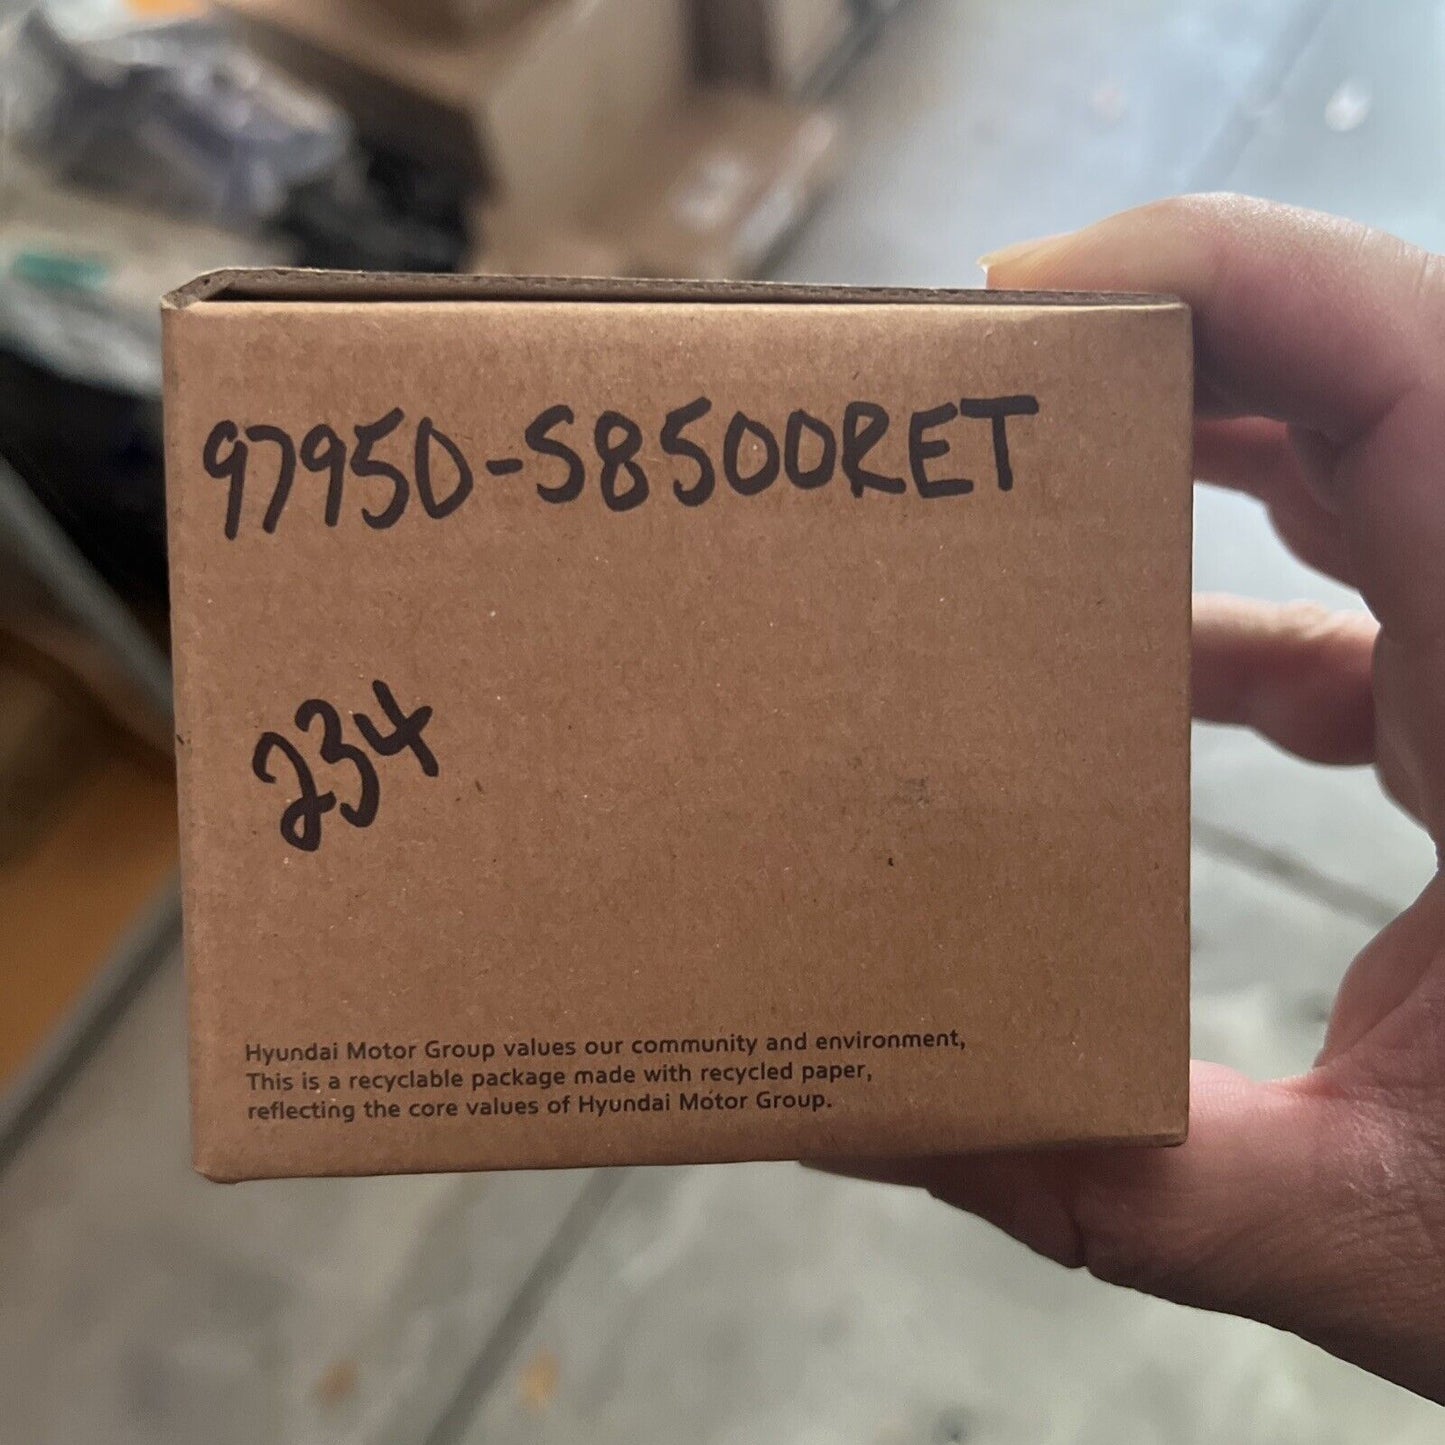 97950-S8500RET
234
Hyundai Motor Group values our community and environment,
This is a recyclable package made with recycled paper,
reflecting the core values of Hyundai Motor Group.